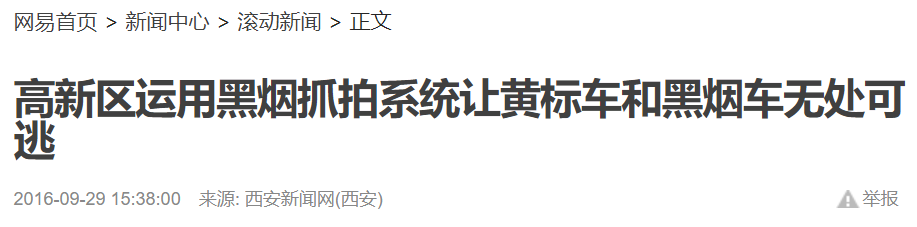 网易首页 > 新闻中心 > 滚动新闻 > 正文
高新区运用黑烟抓拍系统让黄标车和黑烟车无处可
逃
2016-09-29 15:38:00 来源: 西安新闻网(西安) 举报